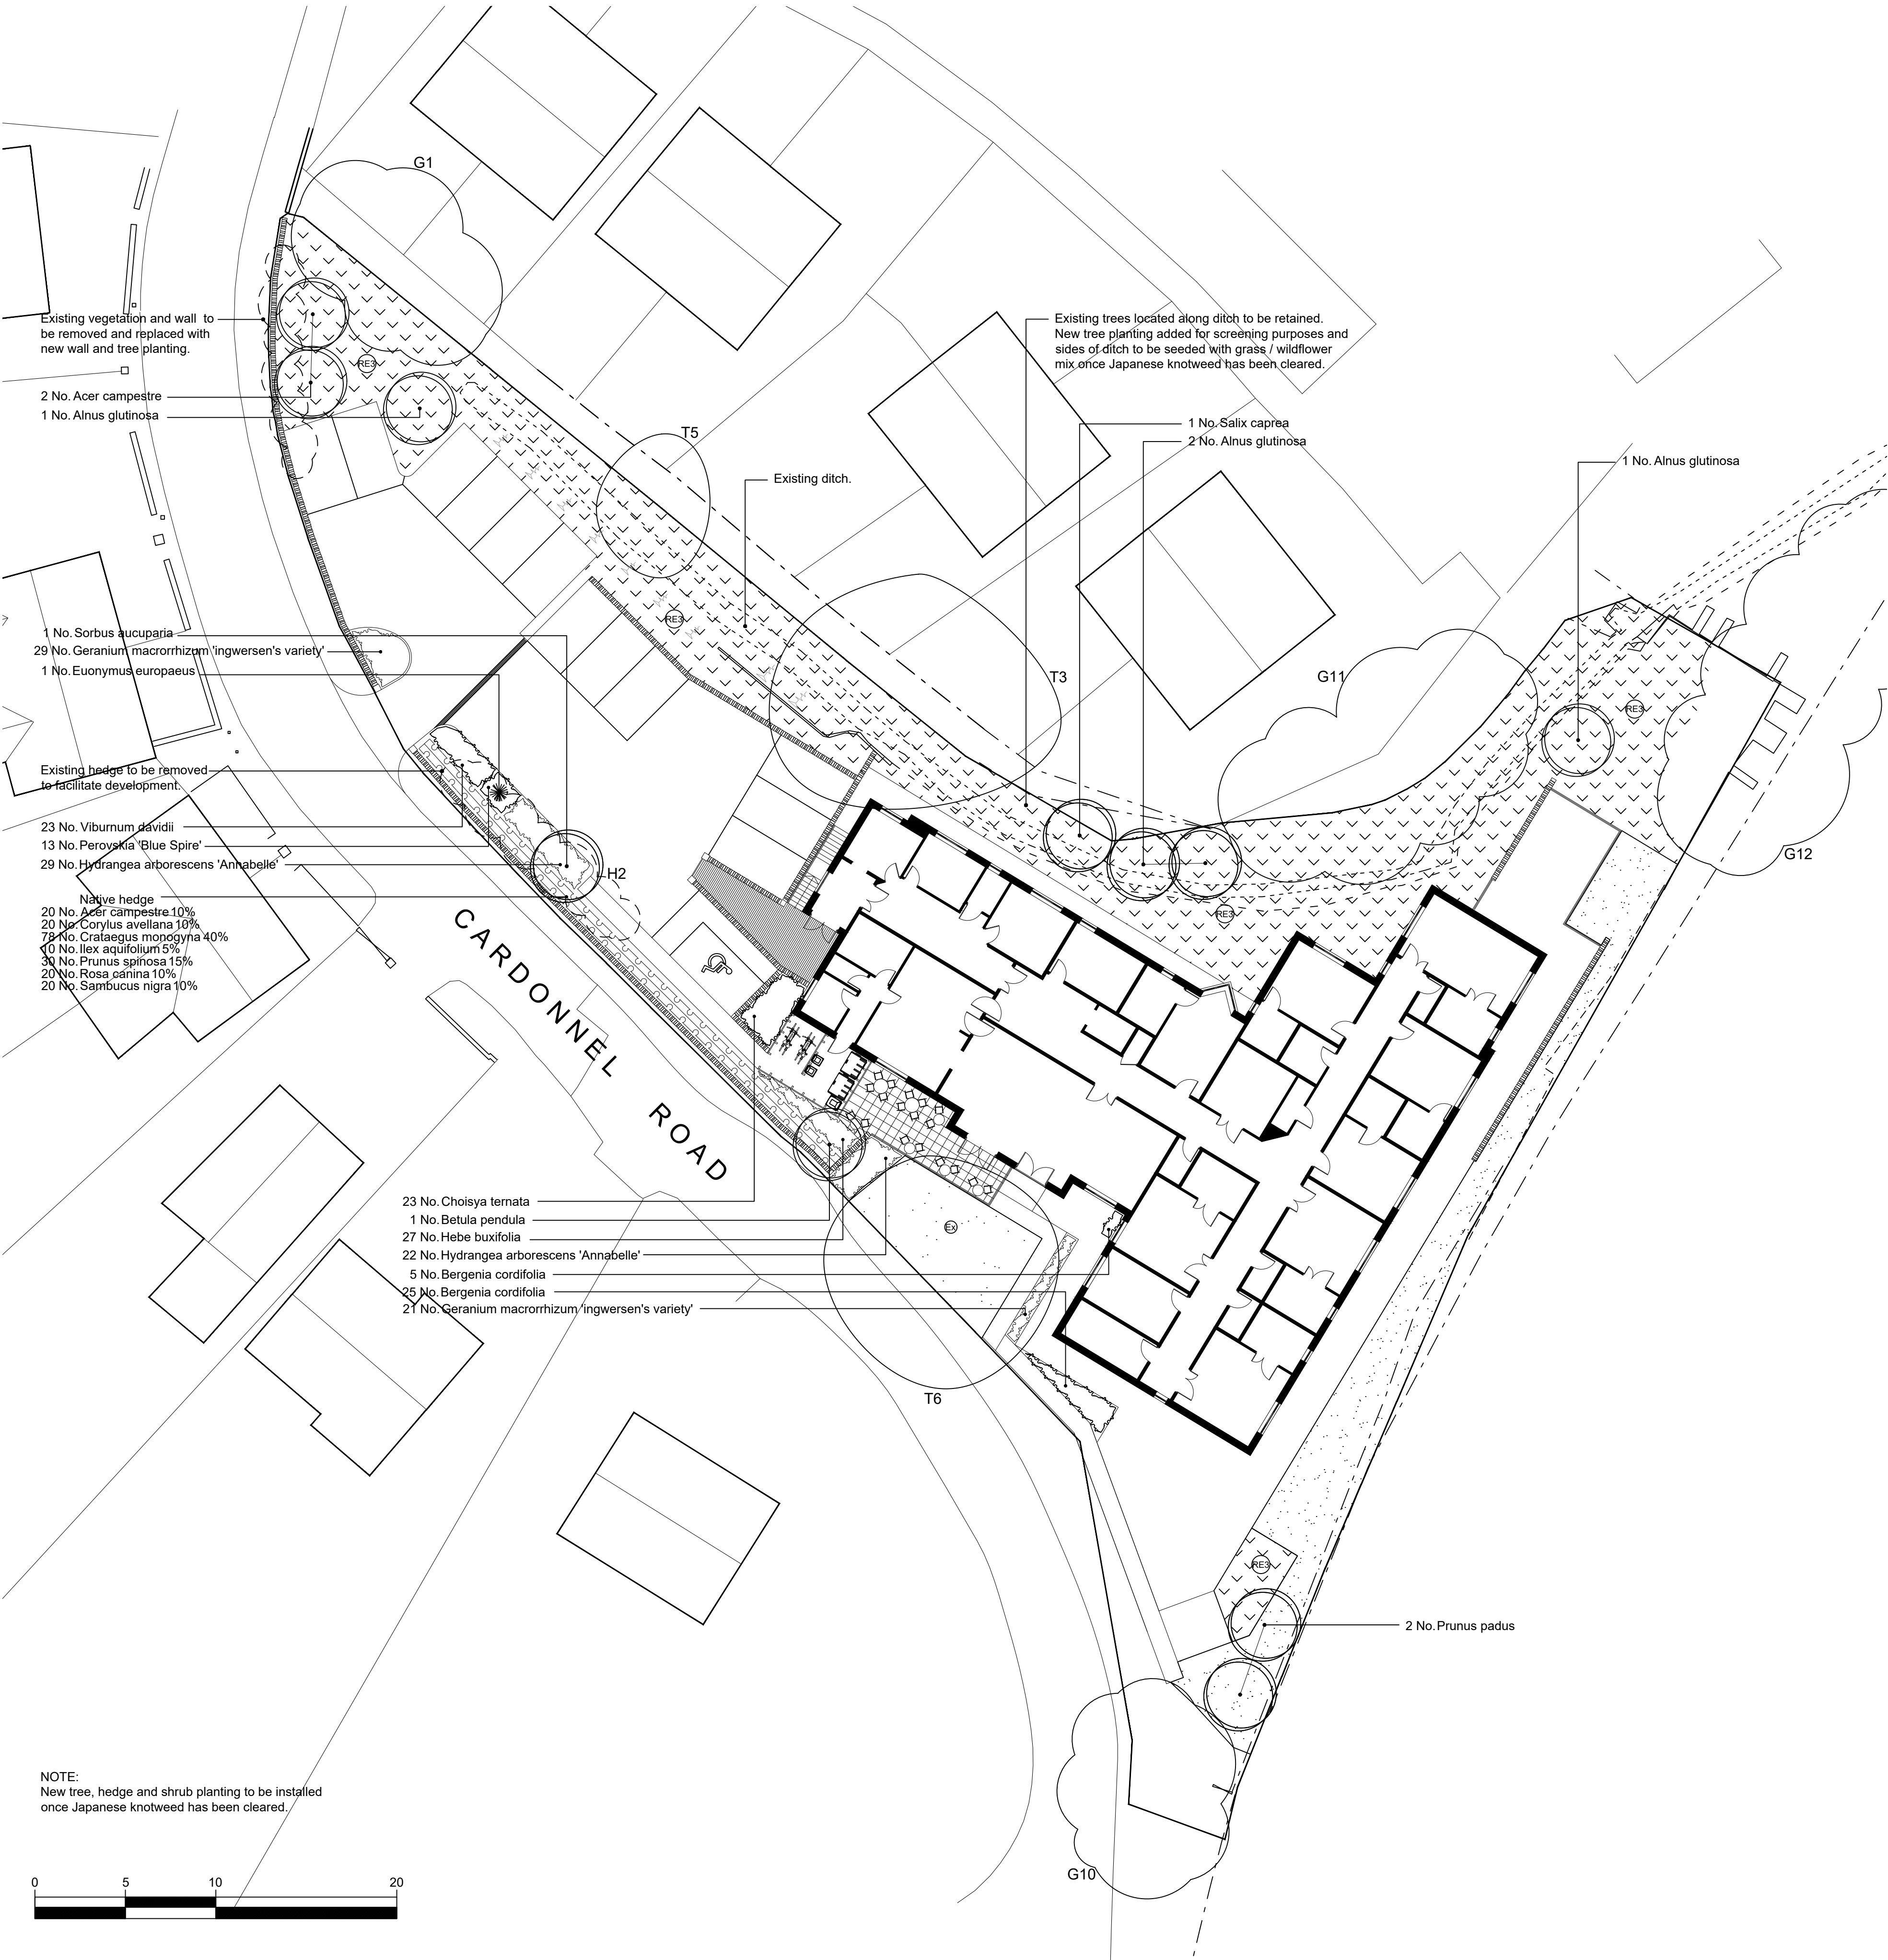 G1
Existing vegetation and wall to
be removed and replaced with
new wall and tree planting.
RE3
2 No. Acer campestre
1 No. Alnus glutinosa
Existing trees located along ditch to be retained.
New tree planting added for screening purposes and
sides of ditch to be seeded with grass / wildflower
mix once Japanese knotweed has been cleared.
1 No. Salix caprea
2 No. Alnus glutinosa
1 No. Alnus glutinosa
T5
Existing ditch.
RE3
1 No. Sorbus aucuparia
29 No. Geranium macrorrhizum 'ingwersen's variety'
1 No. Euonymus europaeus
T3
G11
RE3
Existing hedge to be removed
to facilitate development.
23 No. Viburnum davidii
13 No. Perovskia 'Blue Spire'
29 No. Hydrangea arborescens 'Annabelle'
H2
G12
Native hedge
20 No. Acer campestre 10%
20 No. Corylus avellana 10%
78 No. Crataegus monogyna 40%
10 No. Ilex aquifolium 5%
30 No. Prunus spinosa 15%
20 No. Rosa canina 10%
20 No. Sambucus nigra 10%
RE3
CARDONNEL ROAD
23 No. Choisya ternata
1 No. Betula pendula
27 No. Hebe buxifolia
22 No. Hydrangea arborescens 'Annabelle'
5 No. Bergenia cordifolia
25 No. Bergenia cordifolia
21 No. Geranium macrorrhizum 'ingwersen's variety'
Ex
T6
RE3
2 No. Prunus padus
NOTE:
New tree, hedge and shrub planting to be installed
once Japanese knotweed has been cleared.
G10
0 5 10 20